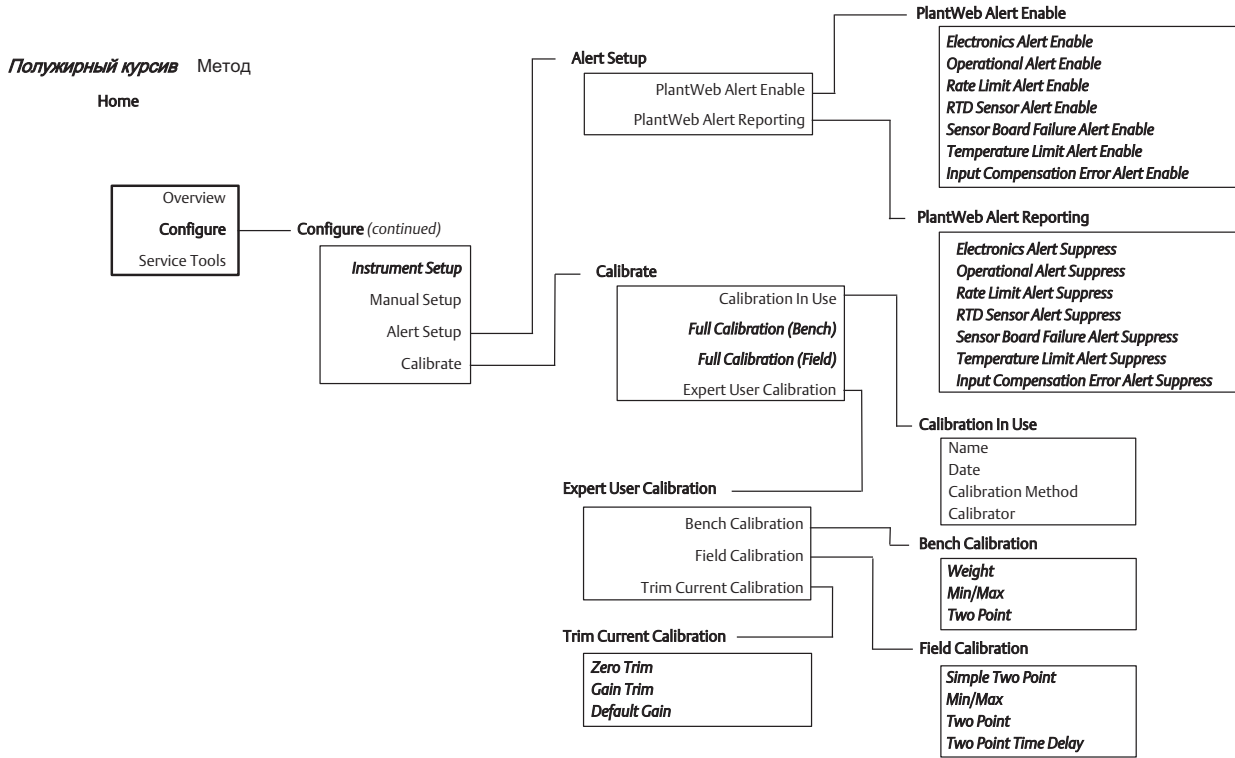 Полужирный курсив Метод
Home
Overview
Configure
Service Tools
Configure (continued)
Instrument Setup
Manual Setup
Alert Setup
Calibrate
Alert Setup
PlantWeb Alert Enable
PlantWeb Alert Reporting
PlantWeb Alert Enable
Electronics Alert Enable
Operational Alert Enable
Rate Limit Alert Enable
RTD Sensor Alert Enable
Sensor Board Failure Alert Enable
Temperature Limit Alert Enable
Input Compensation Error Alert Enable
PlantWeb Alert Reporting
Electronics Alert Suppress
Operational Alert Suppress
Rate Limit Alert Suppress
RTD Sensor Alert Suppress
Sensor Board Failure Alert Suppress
Temperature Limit Alert Suppress
Input Compensation Error Alert Suppress
Calibrate
Calibration In Use
Full Calibration (Bench)
Full Calibration (Field)
Expert User Calibration
Calibration In Use
Name
Date
Calibration Method
Calibrator
Expert User Calibration
Bench Calibration
Field Calibration
Trim Current Calibration
Bench Calibration
Weight
Min/Max
Two Point
Trim Current Calibration
Zero Trim
Gain Trim
Default Gain
Field Calibration
Simple Two Point
Min/Max
Two Point
Two Point Time Delay